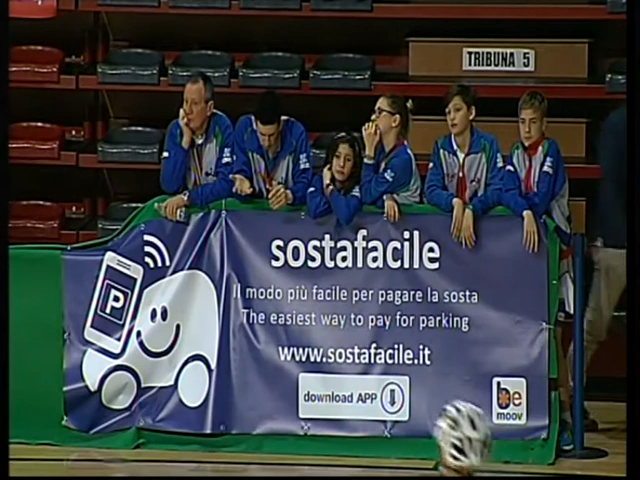 TRIBUNA 5
sostafacile
P
Il modo più facile per pagare la sosta
The easiest way to pay for parking
www.sostafacile.it
download APP
be
moov